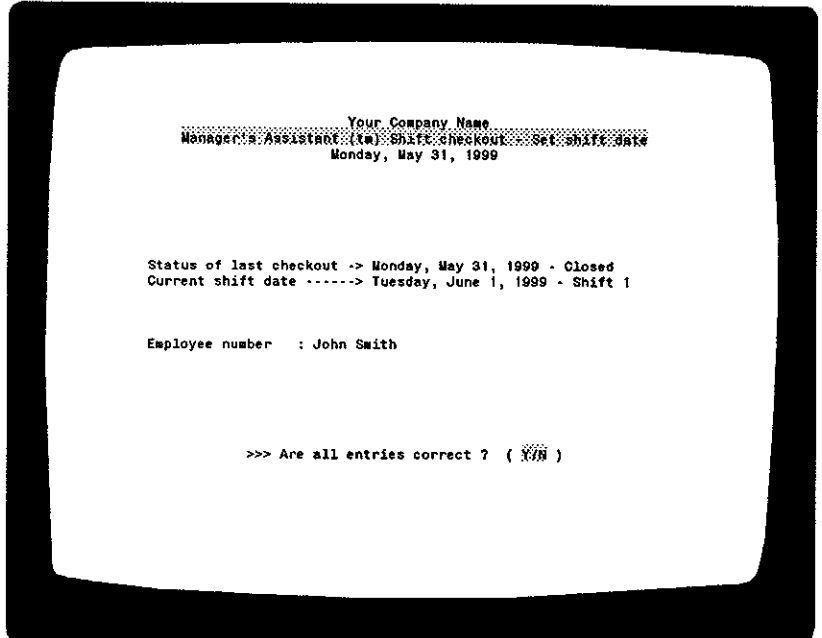 Your Company Name
Manager's Assistant (tm) Shift checkout - Set shift date
Monday, May 31, 1999
Status of last checkout -> Monday, May 31, 1999 - Closed
Current shift date ------> Tuesday, June 1, 1999 - Shift 1
Employee number : John Smith
>>> Are all entries correct ? ( Y/N )